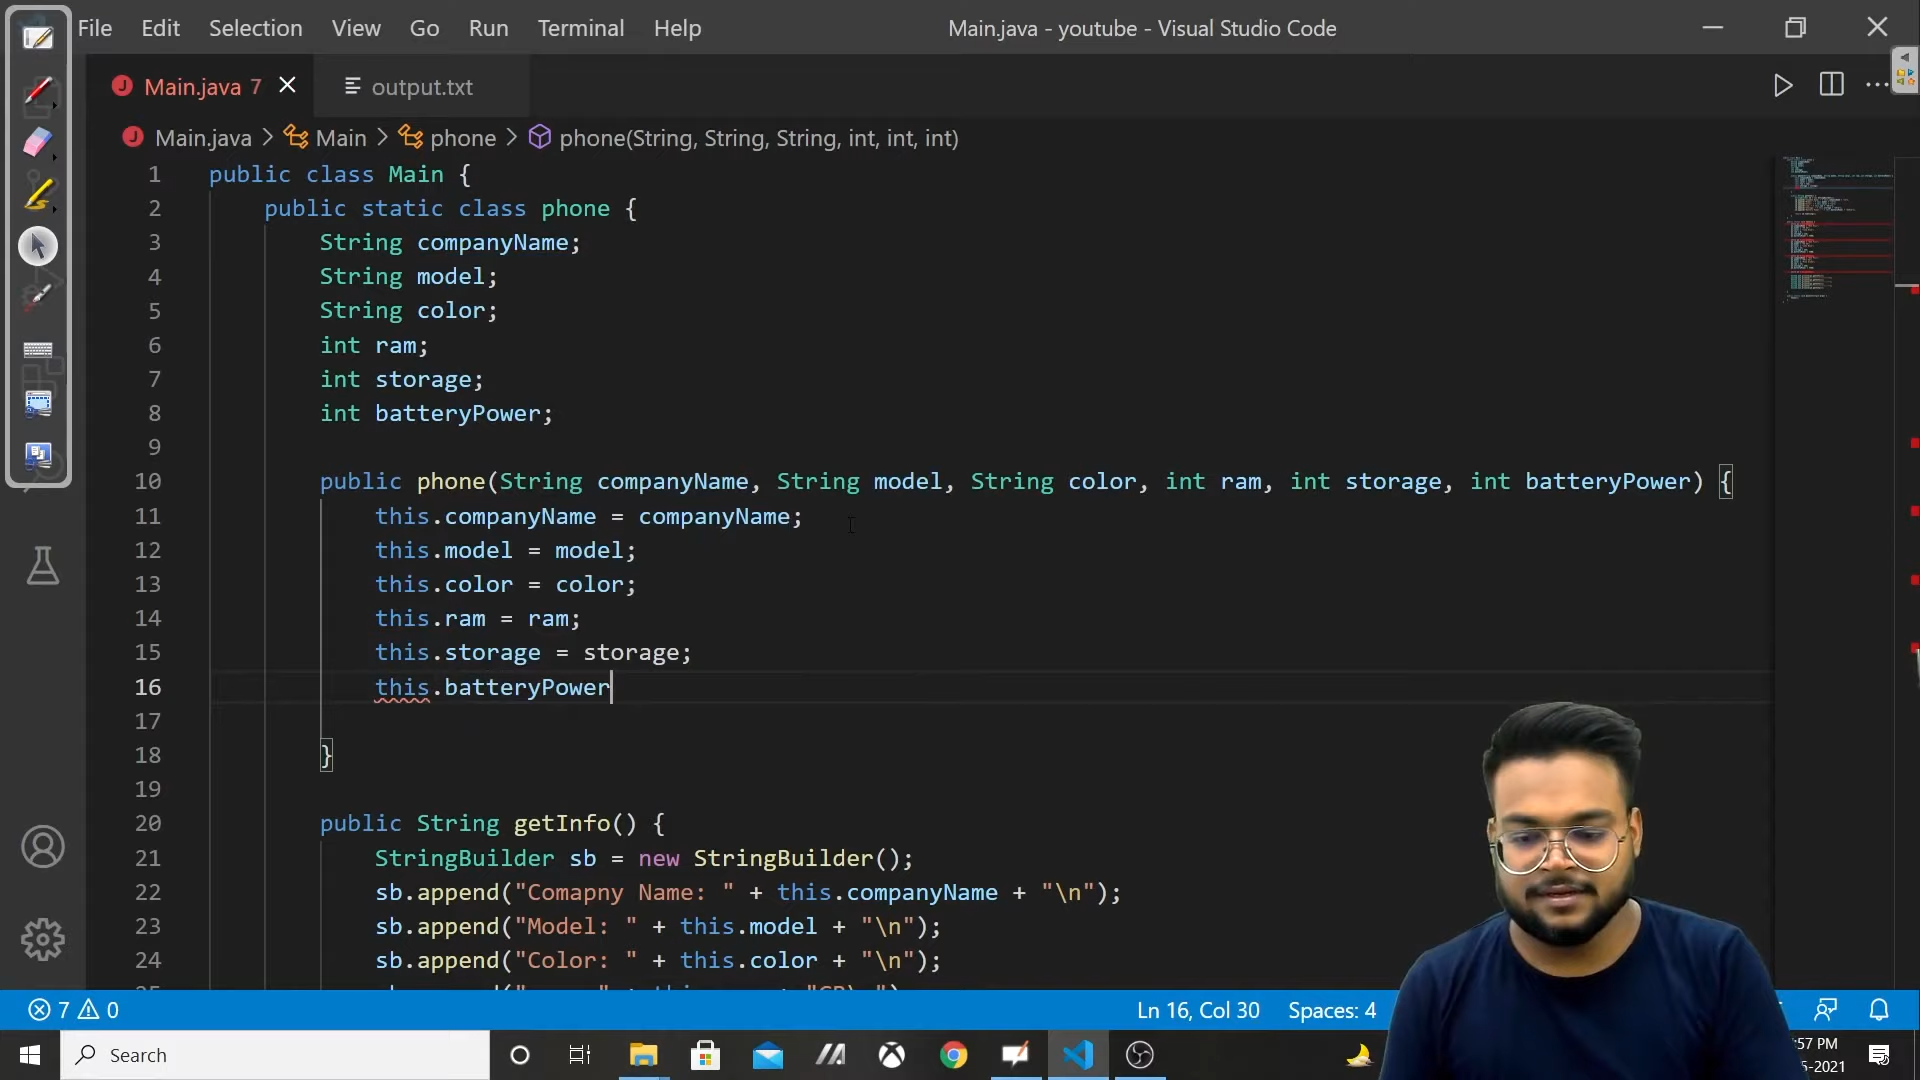 File Edit Selection View Go Run Terminal Help Main.java - youtube - Visual Studio Code
Main.java 7 output.txt
Main.java > Main > phone > phone(String, String, String, int, int, int)
1 public class Main {
2 public static class phone {
3 String companyName;
4 String model;
5 String color;
6 int ram;
7 int storage;
8 int batteryPower;
9
10 public phone(String companyName, String model, String color, int ram, int storage, int batteryPower) {
11 this.companyName = companyName;
12 this.model = model;
13 this.color = color;
14 this.ram = ram;
15 this.storage = storage;
16 this.batteryPower
17
18 }
19
20 public String getInfo() {
21 StringBuilder sb = new StringBuilder();
22 sb.append("Comapny Name: " + this.companyName + "\n");
23 sb.append("Model: " + this.model + "\n");
24 sb.append("Color: " + this.color + "\n");
7 0 Ln 16, Col 30 Spaces: 4
Search
:57 PM
-2021